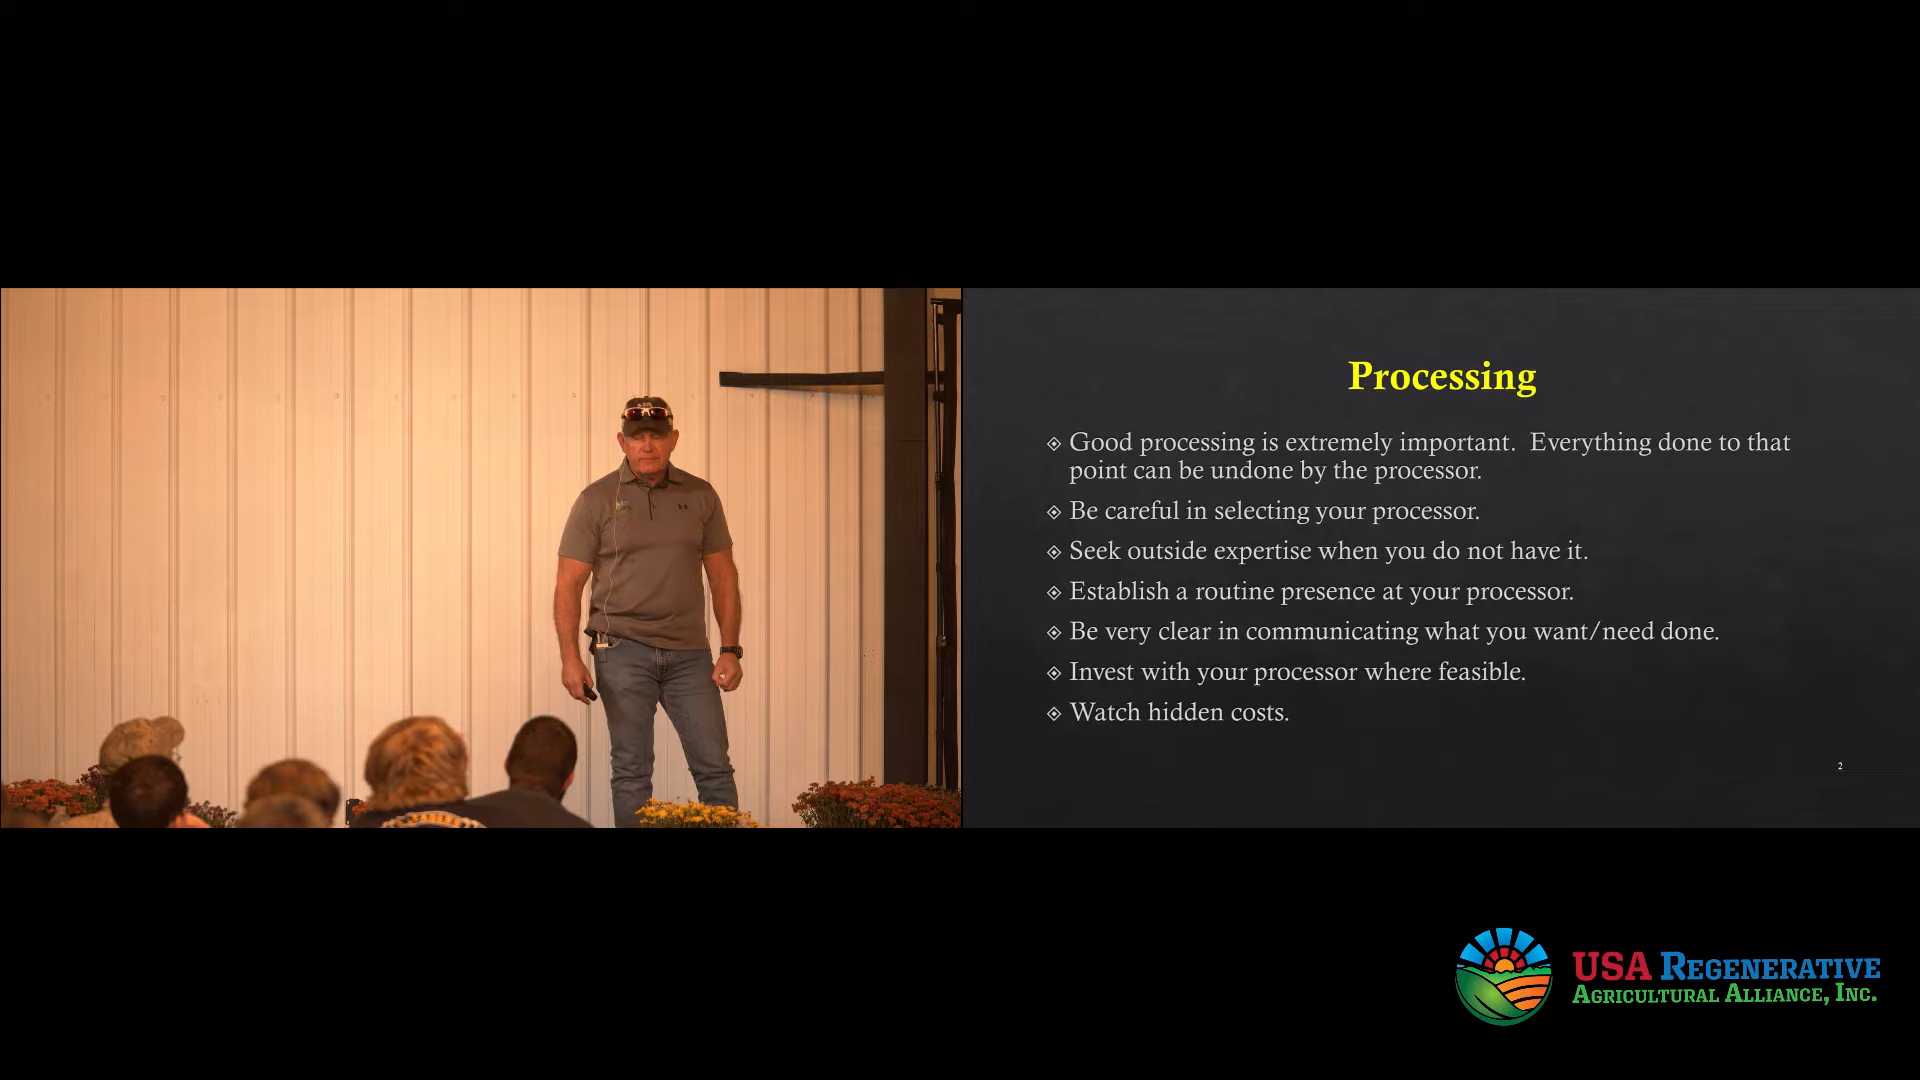 Processing
Good processing is extremely important. Everything done to that
point can be undone by the processor.
Be careful in selecting your processor.
Seek outside expertise when you do not have it.
Establish a routine presence at your processor.
Be very clear in communicating what you want/need done.
Invest with your processor where feasible.
Watch hidden costs.
2
USA REGENERATIVE
AGRICULTURAL ALLIANCE, INC.